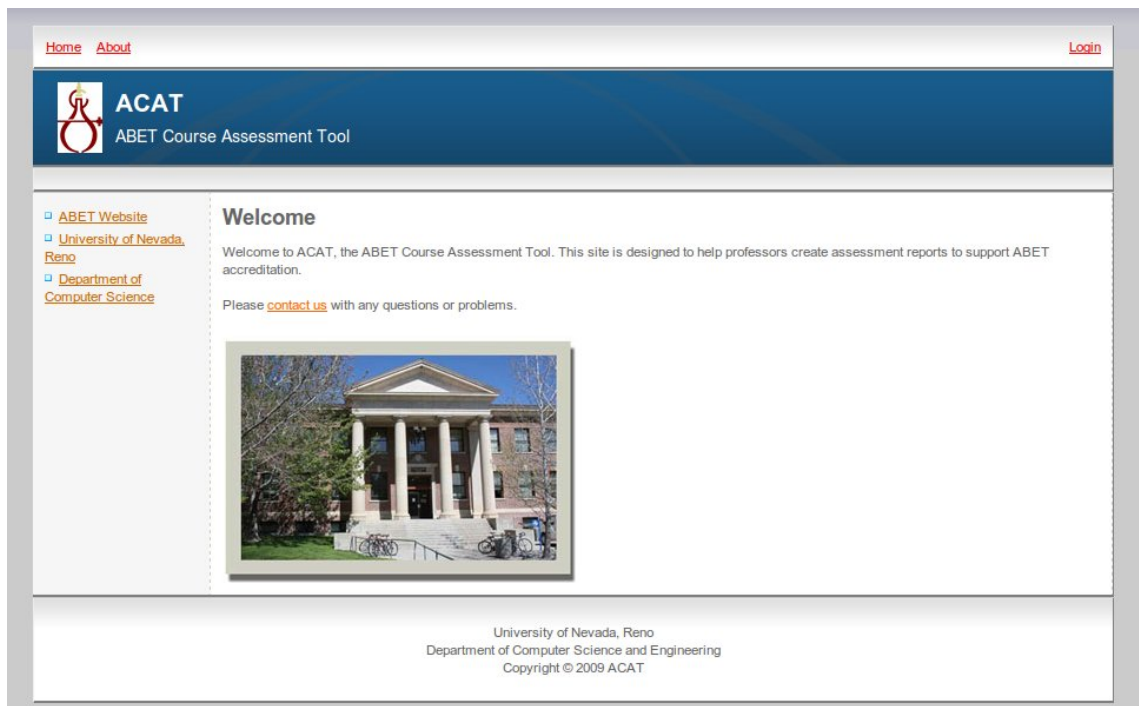 Home About Login
ACAT
ABET Course Assessment Tool
ABET Website
University of Nevada,
Reno
Department of
Computer Science
Welcome
Welcome to ACAT, the ABET Course Assessment Tool. This site is designed to help professors create assessment reports to support ABET
accreditation.
Please contact us with any questions or problems.
University of Nevada, Reno
Department of Computer Science and Engineering
Copyright © 2009 ACAT